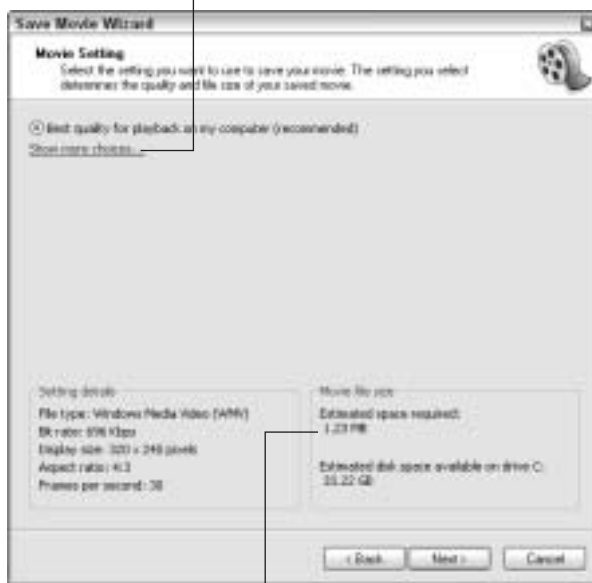 Save Movie Wizard
Movie Setting
Select the setting you want to use to save your movie. The setting you select
determines the quality and file size of your saved movie.
Best quality for playback on my computer (recommended)
Show more choices...
Setting details
File type: Windows Media Video (WMV)
Bit rate: 696 Kbps
Display size: 320 x 240 pixels
Aspect ratio: 4:3
Frames per second: 30
Movie file size
Estimated space required:
1.23 MB
Estimated disk space available on drive C:
< Back
Next >
Cancel